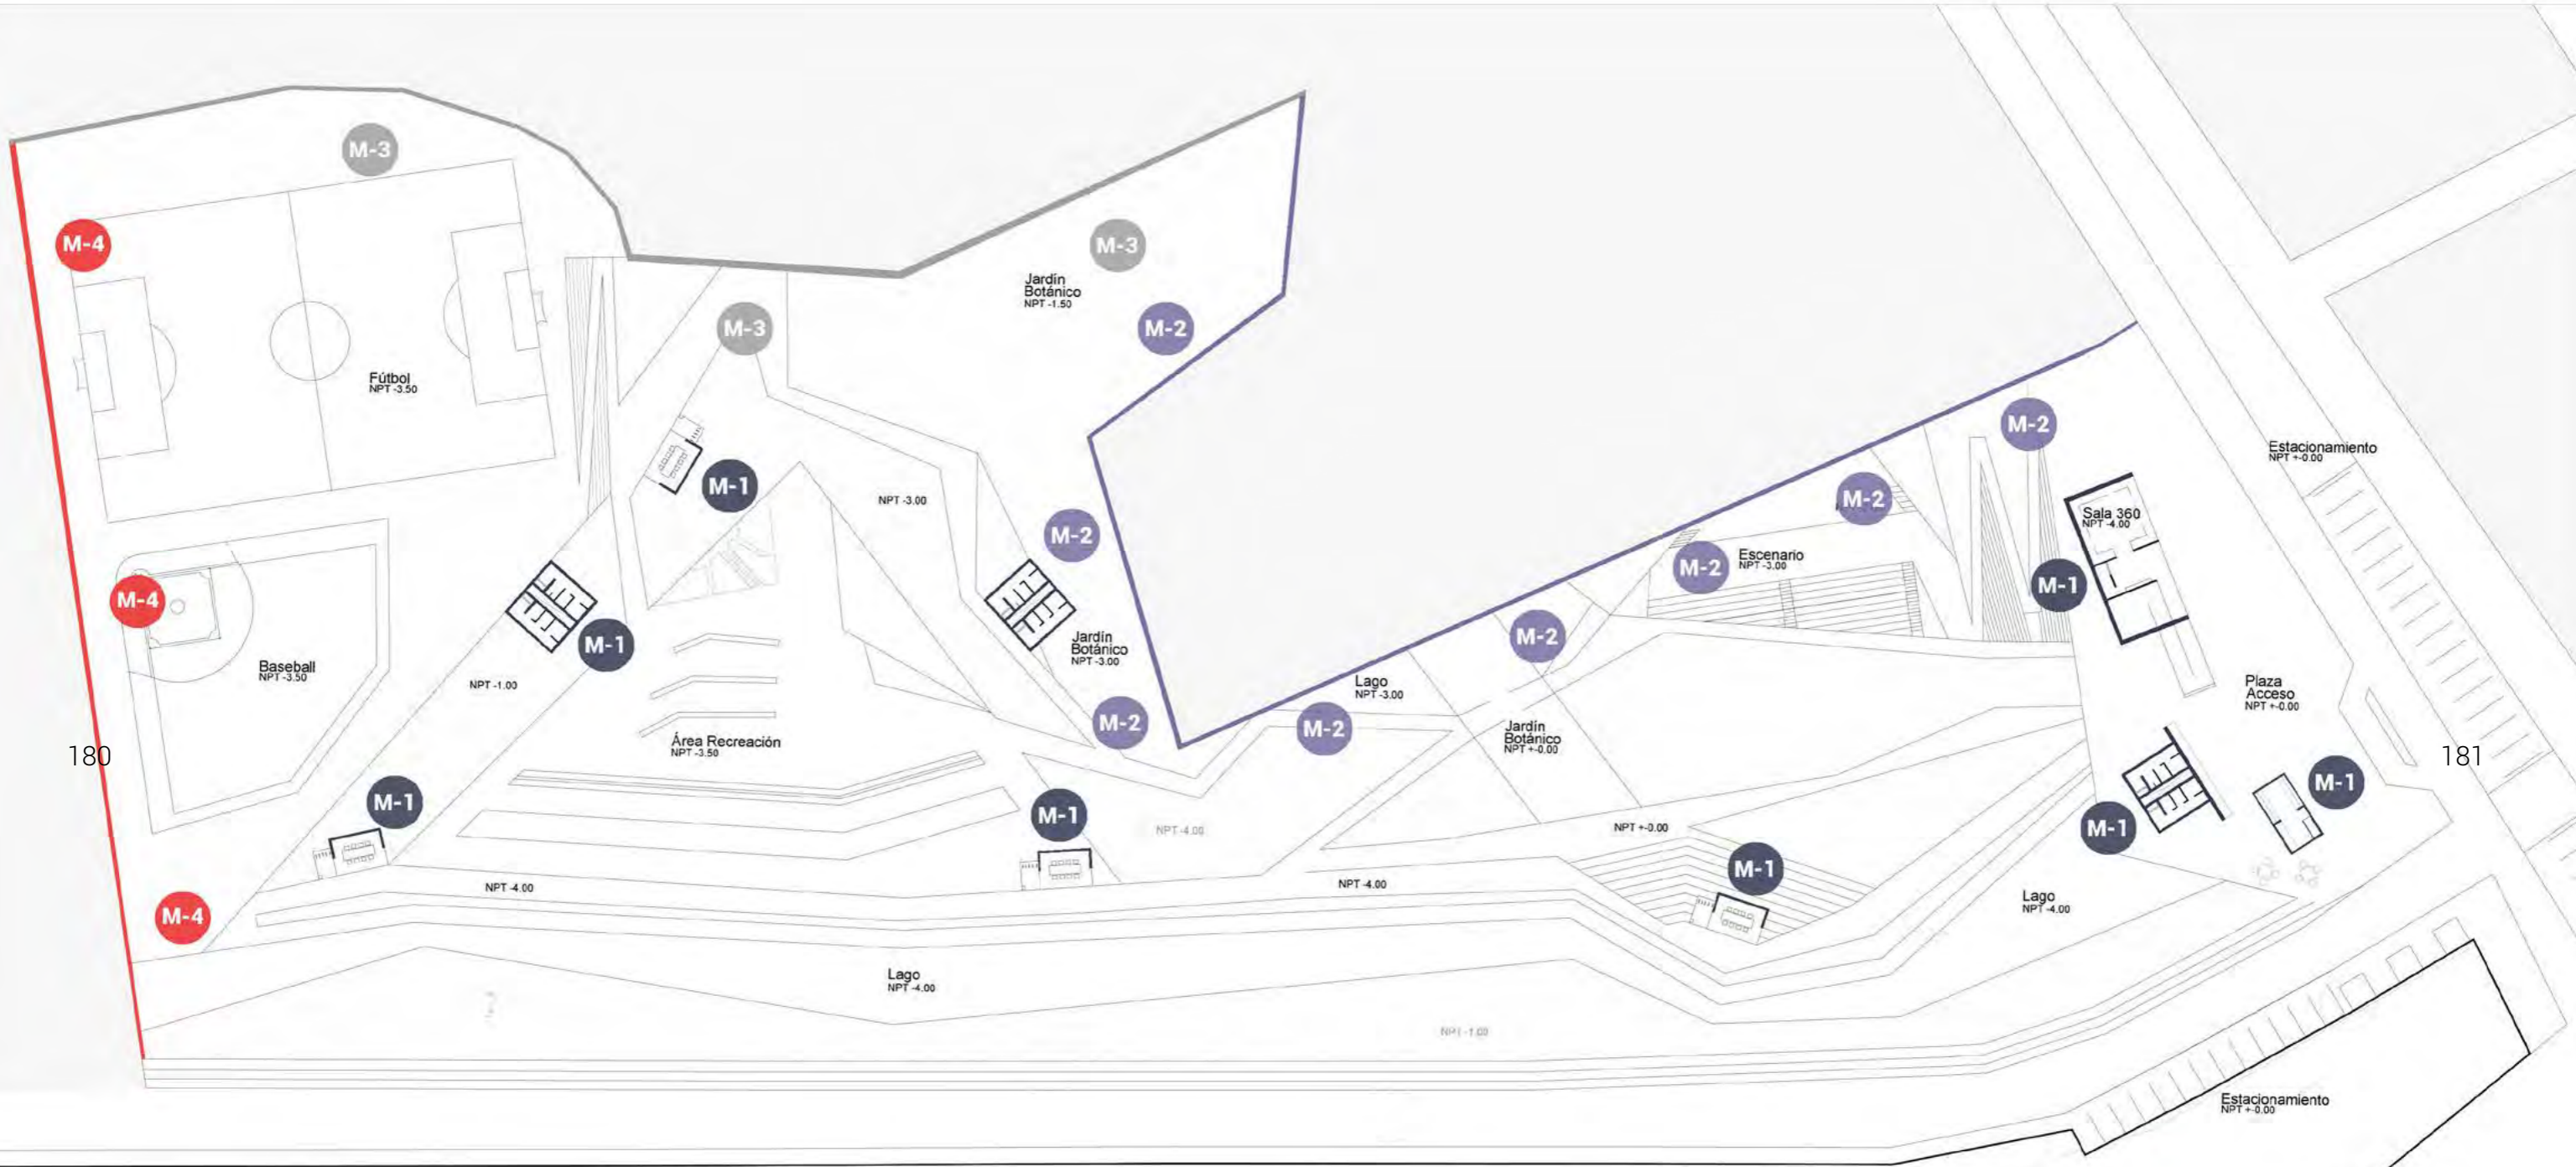 M-3
M-4
M-3
Jardín
Botánico
NPT -1.50
M-3
M-2
Fútbol
NPT -3.50
M-2
Estacionamiento
NPT +-0.00
M-1
NPT -3.00
M-2
Sala 360
NPT -4.00
M-2
Escenario
NPT -3.00
M-2
M-1
M-4
M-1
M-2
Jardín
Botánico
NPT -3.00
Baseball
NPT -3.50
NPT -1.00
Lago
NPT -3.00
Plaza
Acceso
NPT +-0.00
M-2
M-2
Jardín
Botánico
NPT +-0.00
Área Recreación
NPT -3.50
180
181
M-1
M-1
M-1
NPT -4.00
NPT +-0.00
M-1
M-1
NPT -4.00
NPT -4.00
Lago
NPT -4.00
M-4
Lago
NPT -4.00
NPT -1.00
Estacionamiento
NPT +-0.00